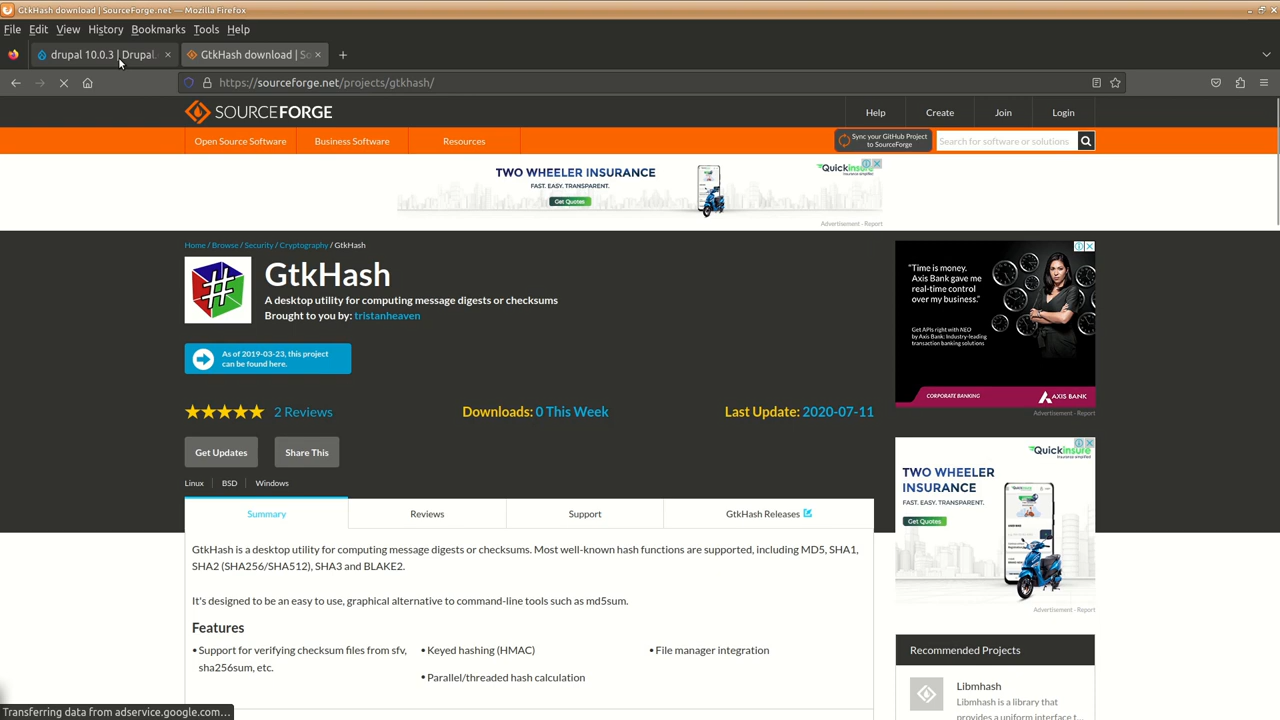 GtkHash download | SourceForge.net — Mozilla Firefox
File Edit View History Bookmarks Tools Help
drupal 10.0.3 | Drupal.
GtkHash download | So
https://sourceforge.net/projects/gtkhash/
SOURCEFORGE
Help Create Join Login
Open Source Software Business Software Resources
Sync your GitHub Project
to SourceForge
Search for software or solutions
TWO WHEELER INSURANCE
FAST. EASY. TRANSPARENT.
Get Quotes
Quickinsure
Insurance simplified
Advertisement - Report
Home / Browse / Security / Cryptography / GtkHash
GtkHash
A desktop utility for computing message digests or checksums
Brought to you by: tristanheaven
As of 2019-03-23, this project
can be found here.
2 Reviews
Downloads: 0 This Week
Last Update: 2020-07-11
Get Updates Share This
Linux | BSD | Windows
Summary Reviews Support GtkHash Releases
GtkHash is a desktop utility for computing message digests or checksums. Most well-known hash functions are supported, including MD5, SHA1,
SHA2 (SHA256/SHA512), SHA3 and BLAKE2.
It's designed to be an easy to use, graphical alternative to command-line tools such as md5sum.
Features
• Support for verifying checksum files from sfv,
sha256sum, etc.
• Keyed hashing (HMAC)
• Parallel/threaded hash calculation
• File manager integration
"Time is money.
Axis Bank gave me
real-time control
over my business."
Get APIs right with NEO
by Axis Bank: Industry-leading
transaction banking solutions
CORPORATE BANKING
AXIS BANK
Advertisement - Report
Quickinsure
Insurance simplified
TWO WHEELER
INSURANCE
FAST. EASY. TRANSPARENT.
Get Quotes
Advertisement - Report
Recommended Projects
Libmhash
Libmhash is a library that
provides a uniform interface t...
Transferring data from adservice.google.com…